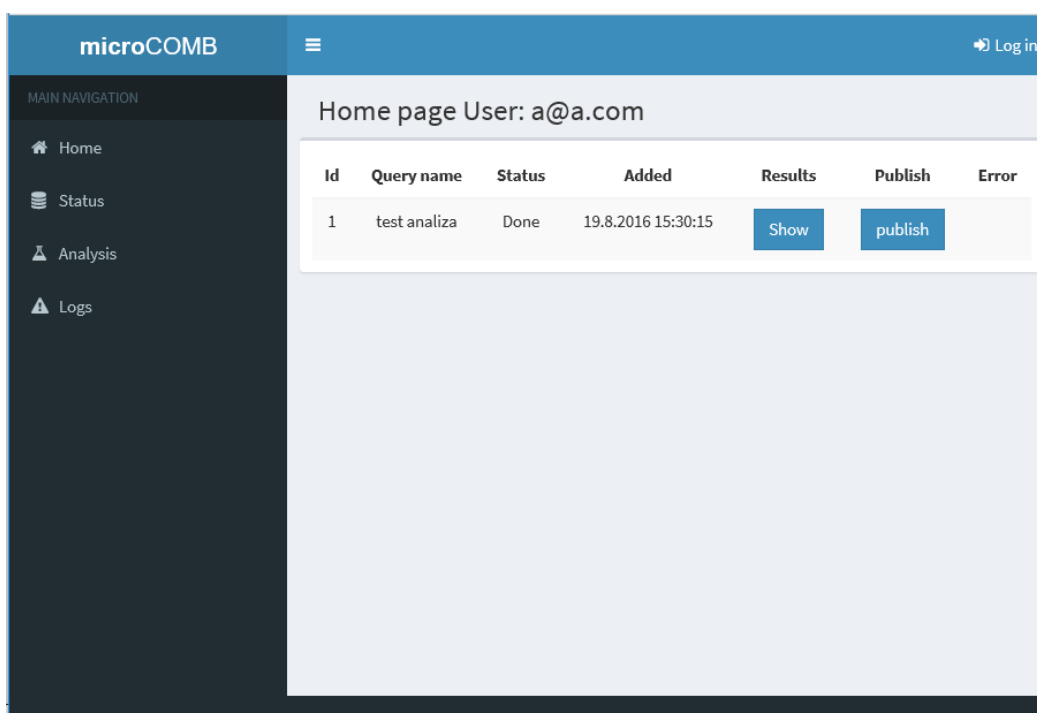 microCOMB
Log in
MAIN NAVIGATION
Home
Status
Analysis
Logs
Home page User: a@a.com
Id Query name Status Added Results Publish Error
1 test analiza Done 19.8.2016 15:30:15 Show publish